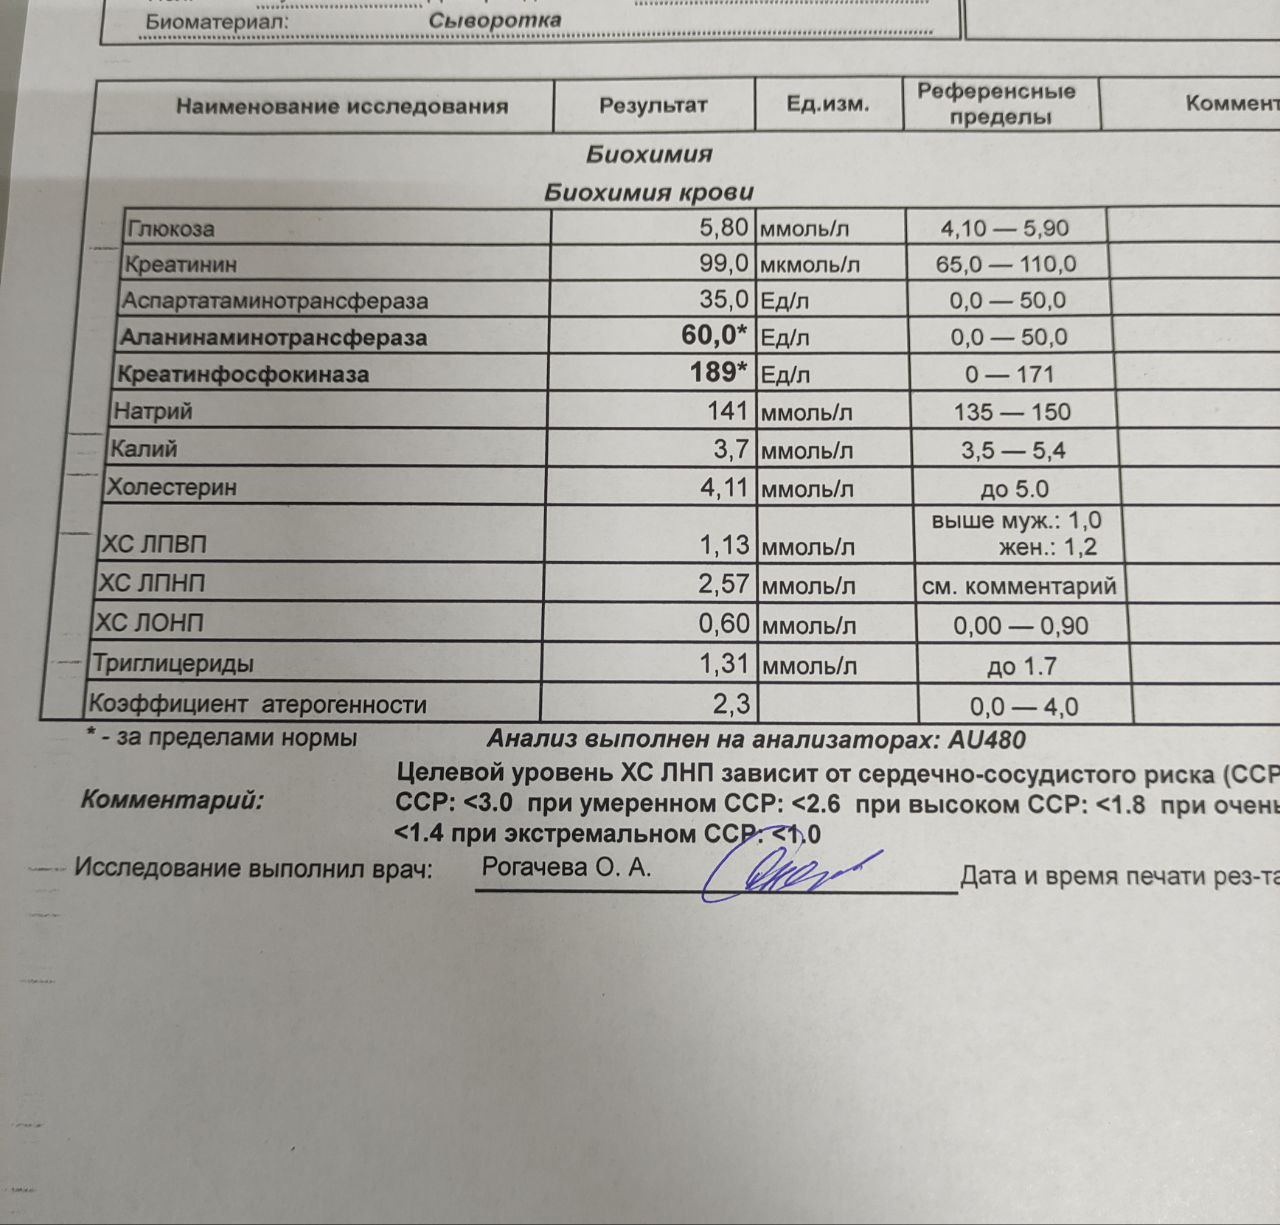 Биоматериал: Сыворотка
Наименование исследования Результат Ед.изм. Референсные пределы Коммент
Биохимия
Биохимия крови
Глюкоза 5,80 ммоль/л 4,10 — 5,90
Креатинин 99,0 мкмоль/л 65,0 — 110,0
Аспартатаминотрансфераза 35,0 Ед/л 0,0 — 50,0
Аланинаминотрансфераза 60,0* Ед/л 0,0 — 50,0
Креатинфосфокиназа 189* Ед/л 0 — 171
Натрий 141 ммоль/л 135 — 150
Калий 3,7 ммоль/л 3,5 — 5,4
Холестерин 4,11 ммоль/л до 5.0
ХС ЛПВП 1,13 ммоль/л выше муж.: 1,0 жен.: 1,2
ХС ЛПНП 2,57 ммоль/л см. комментарий
ХС ЛОНП 0,60 ммоль/л 0,00 — 0,90
Триглицериды 1,31 ммоль/л до 1.7
Коэффициент атерогенности 2,3 0,0 — 4,0
* - за пределами нормы Анализ выполнен на анализаторах: AU480
Комментарий: Целевой уровень ХС ЛНП зависит от сердечно-сосудистого риска (ССР
ССР: <3.0 при умеренном ССР: <2.6 при высоком ССР: <1.8 при очень
<1.4 при экстремальном ССР: <1.0
Исследование выполнил врач: Рогачева О. А. Дата и время печати рез-та